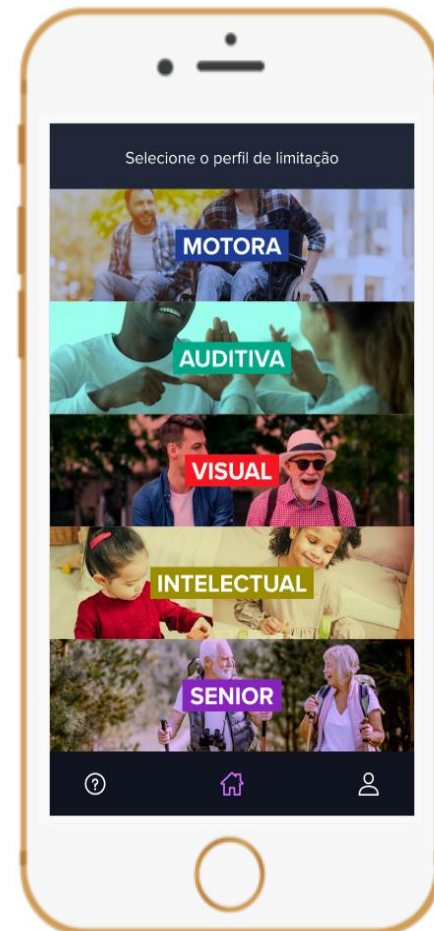 Selecione o perfil de limitação
MOTORA
AUDITIVA
VISUAL
INTELECTUAL
SENIOR
?